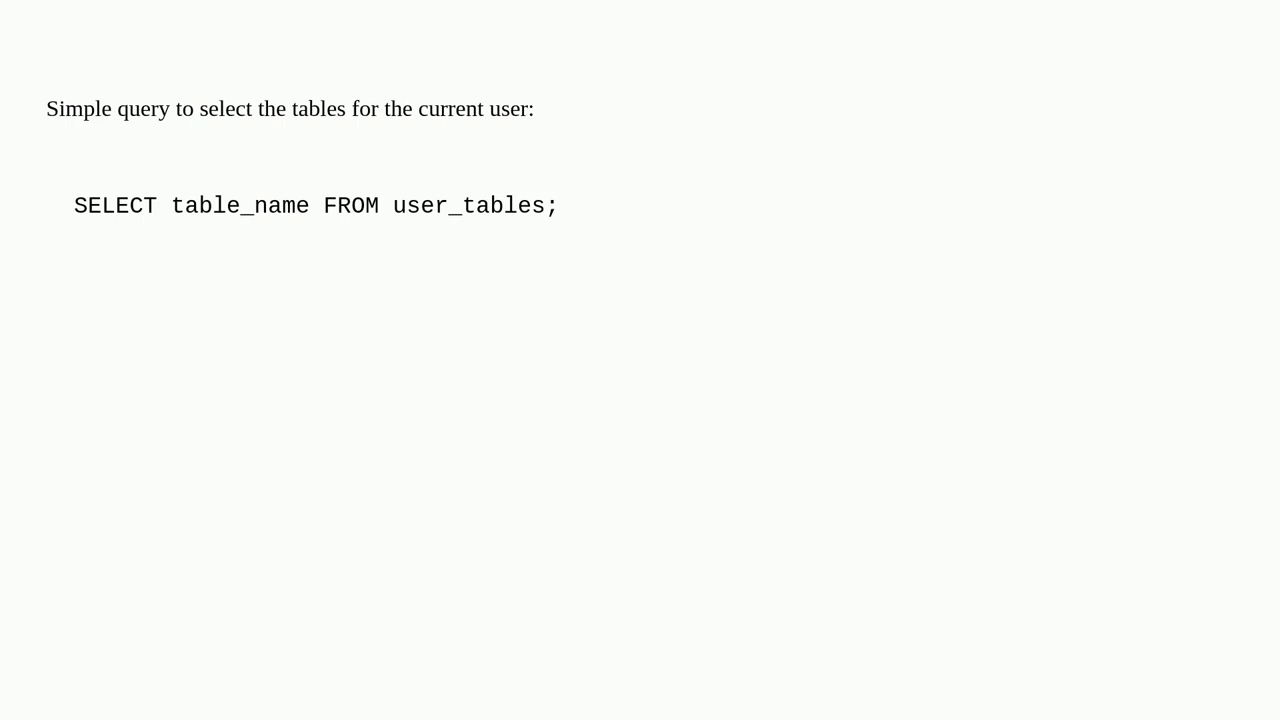 Simple query to select the tables for the current user:
SELECT table_name FROM user_tables;